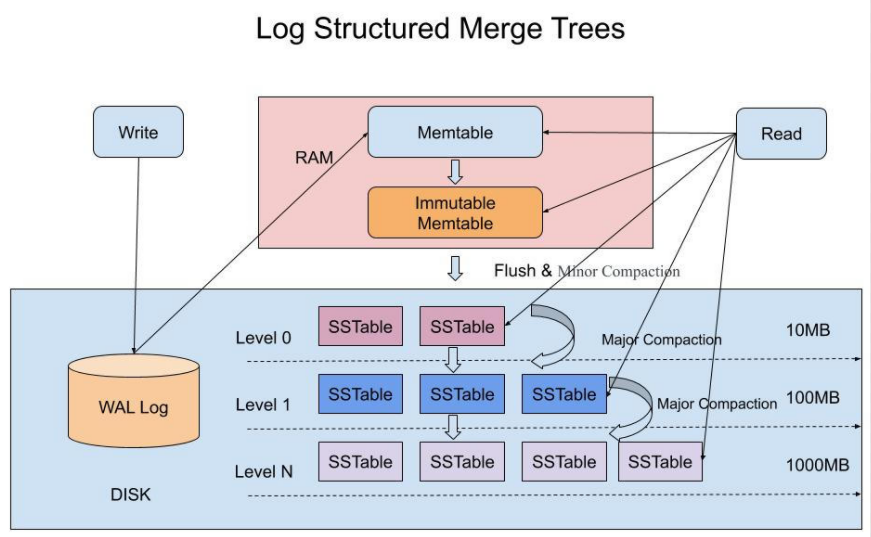 Log Structured Merge Trees
Write
Memtable
Read
RAM
Immutable
Memtable
Flush & Minor Compaction
Level 0
SSTable
SSTable
Major Compaction
10MB
WAL Log
Level 1
SSTable
SSTable
SSTable
Major Compaction
100MB
Level N
SSTable
SSTable
SSTable
SSTable
1000MB
DISK